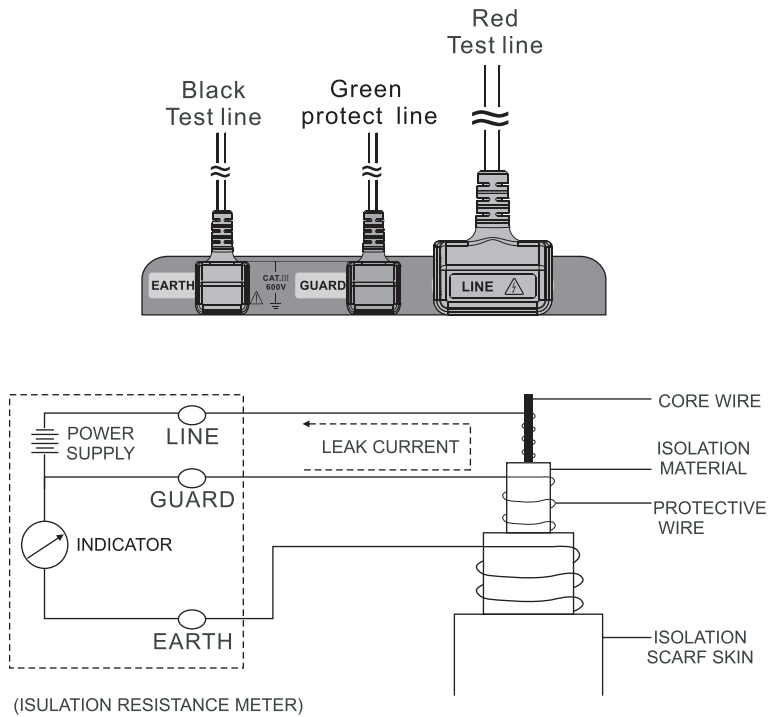 Red
Test line
Black
Test line
Green
protect line
EARTH
CAT.III
600V
GUARD
LINE
POWER
SUPPLY
LINE
LEAK CURRENT
GUARD
INDICATOR
EARTH
CORE WIRE
ISOLATION
MATERIAL
PROTECTIVE
WIRE
ISOLATION
SCARF SKIN
(ISULATION RESISTANCE METER)